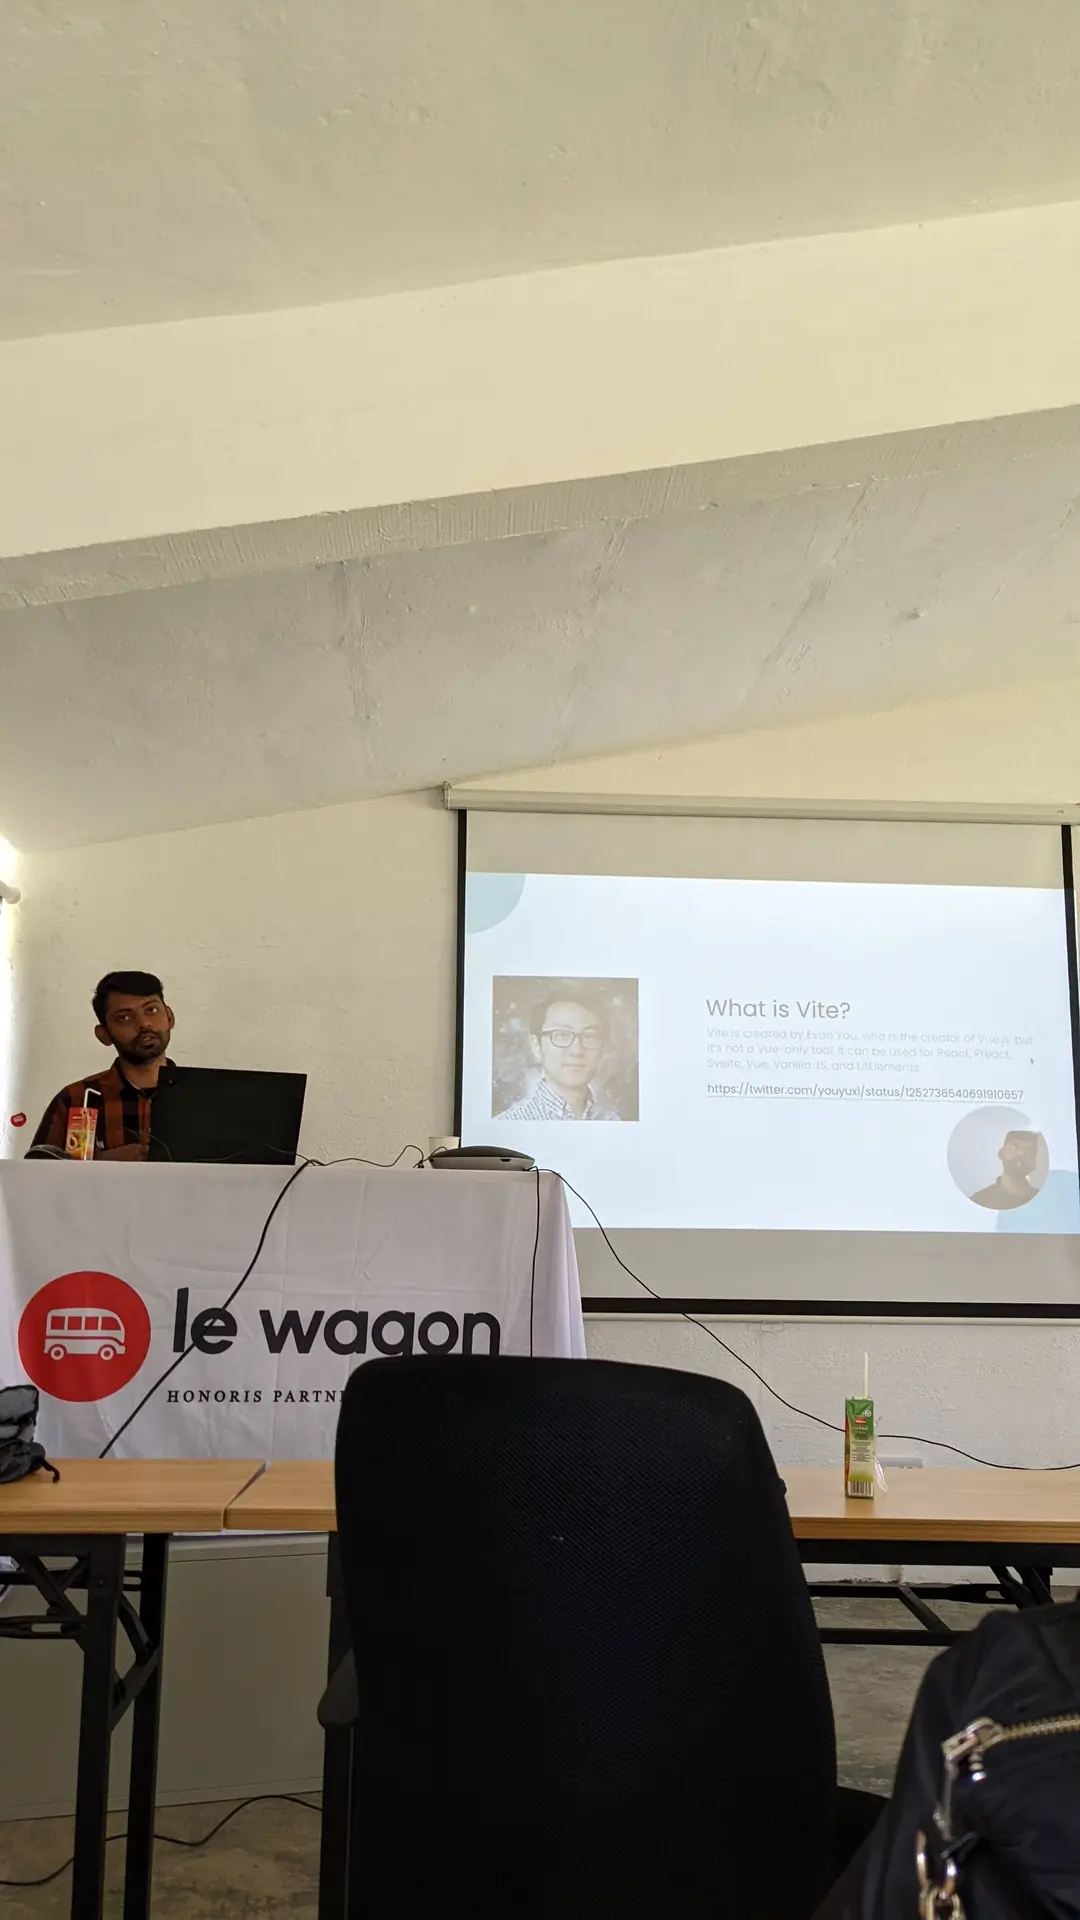 What is Vite?
Vite is created by Evan You, who is the creator of Vue.js, but
it's not a Vue-only tool. It can be used for React, Preact,
Svelte, Vue, Vanilla JS, and LitElements
https://twitter.com/youyuxi/status/1252736540691910657
le wagon
HONORIS PARTN